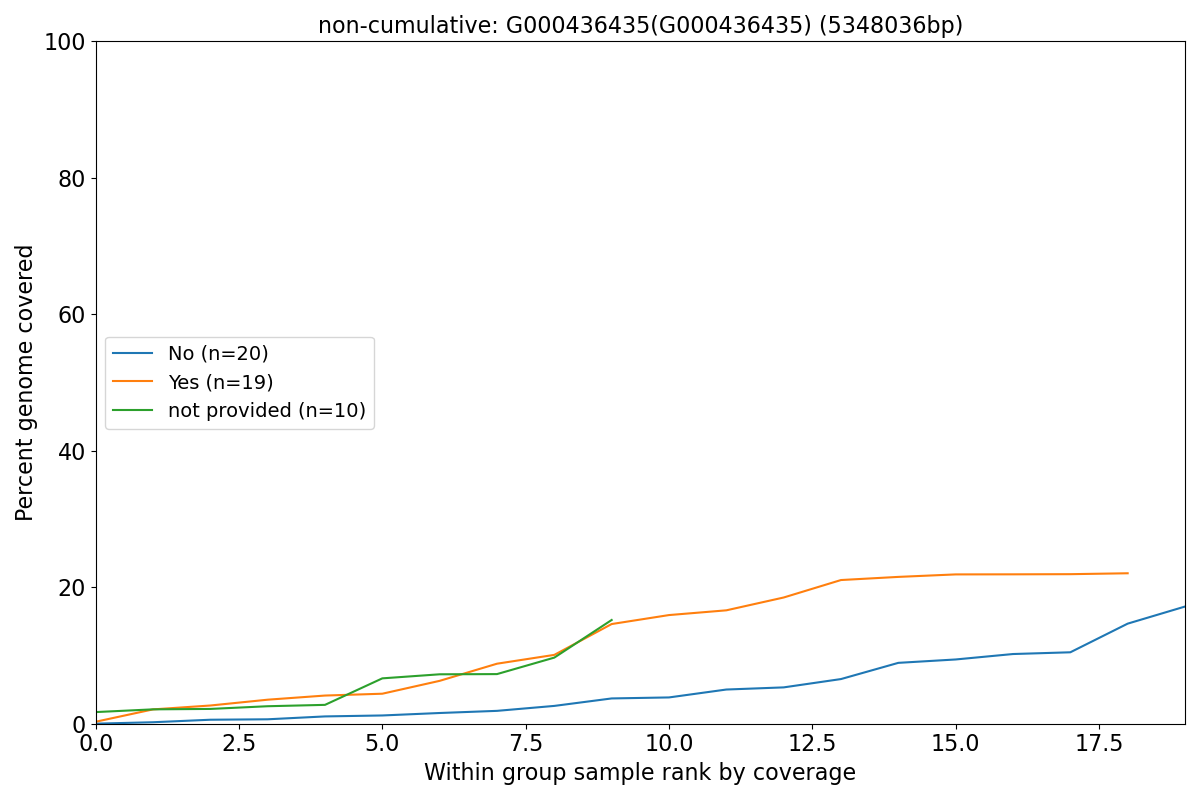 non-cumulative: G000436435(G000436435) (5348036bp)
100
80
60
40
20
0
Percent genome covered
No (n=20)
Yes (n=19)
not provided (n=10)
0.0 2.5 5.0 7.5 10.0 12.5 15.0 17.5
Within group sample rank by coverage